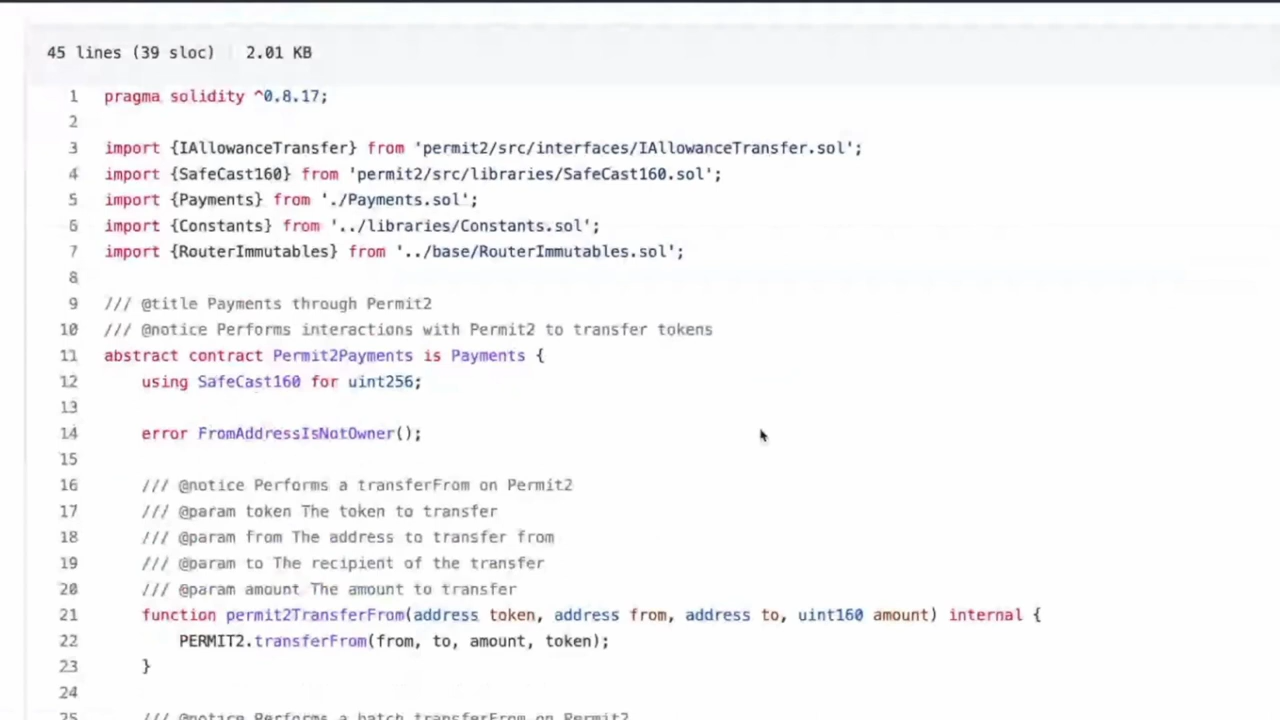 45 lines (39 sloc) 2.01 KB
1 pragma solidity ^0.8.17;
2
3 import {IAllowanceTransfer} from 'permit2/src/interfaces/IAllowanceTransfer.sol';
4 import {SafeCast160} from 'permit2/src/libraries/SafeCast160.sol';
5 import {Payments} from './Payments.sol';
6 import {Constants} from '../libraries/Constants.sol';
7 import {RouterImmutables} from '../base/RouterImmutables.sol';
8
9 /// @title Payments through Permit2
10 /// @notice Performs interactions with Permit2 to transfer tokens
11 abstract contract Permit2Payments is Payments {
12 using SafeCast160 for uint256;
13
14 error FromAddressIsNotOwner();
15
16 /// @notice Performs a transferFrom on Permit2
17 /// @param token The token to transfer
18 /// @param from The address to transfer from
19 /// @param to The recipient of the transfer
20 /// @param amount The amount to transfer
21 function permit2TransferFrom(address token, address from, address to, uint160 amount) internal {
22 PERMIT2.transferFrom(from, to, amount, token);
23 }
24
25 /// @notice Performs a batch transferFrom on Permit2